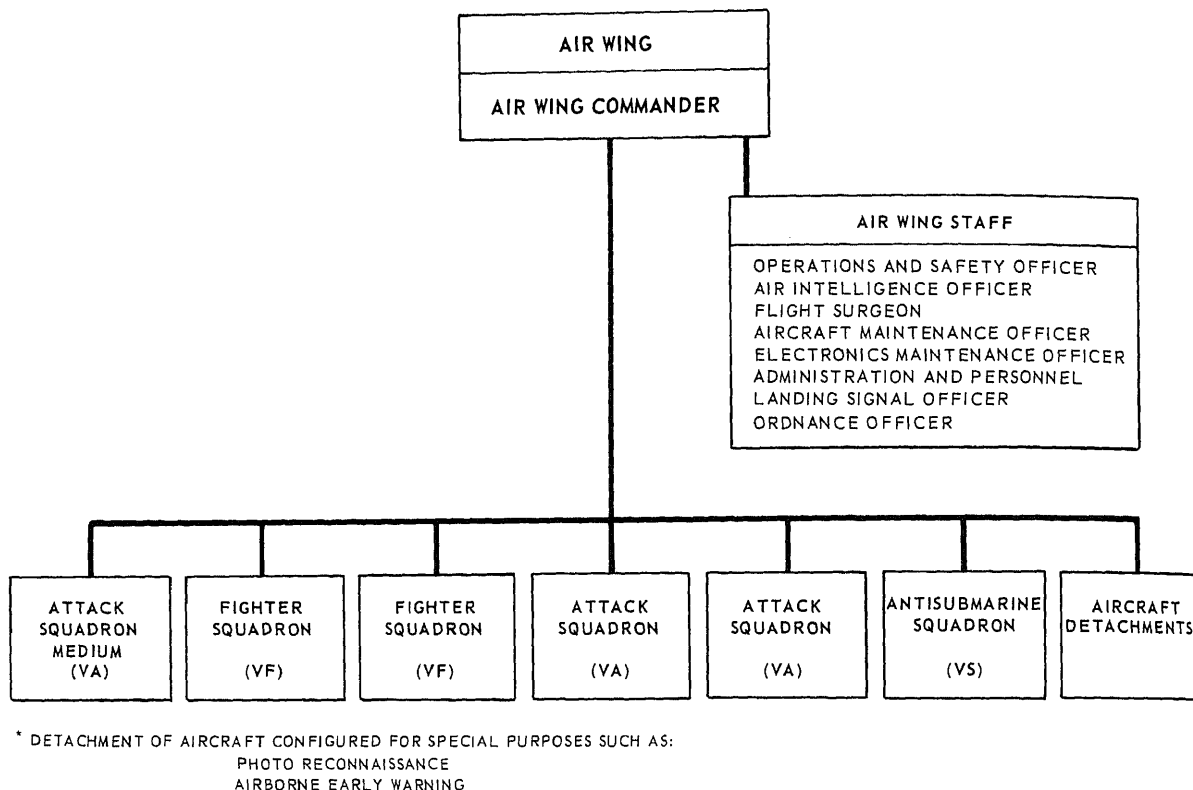 AIR WING
AIR WING COMMANDER
AIR WING STAFF
OPERATIONS AND SAFETY OFFICER
AIR INTELLIGENCE OFFICER
FLIGHT SURGEON
AIRCRAFT MAINTENANCE OFFICER
ELECTRONICS MAINTENANCE OFFICER
ADMINISTRATION AND PERSONNEL
LANDING SIGNAL OFFICER
ORDNANCE OFFICER
ATTACK
SQUADRON
MEDIUM
(VA)
FIGHTER
SQUADRON
(VF)
FIGHTER
SQUADRON
(VF)
ATTACK
SQUADRON
(VA)
ATTACK
SQUADRON
(VA)
ANTISUBMARINE
SQUADRON
(VS)
AIRCRAFT
DETACHMENTS
* DETACHMENT OF AIRCRAFT CONFIGURED FOR SPECIAL PURPOSES SUCH AS:
PHOTO RECONNAISSANCE
AIRBORNE EARLY WARNING